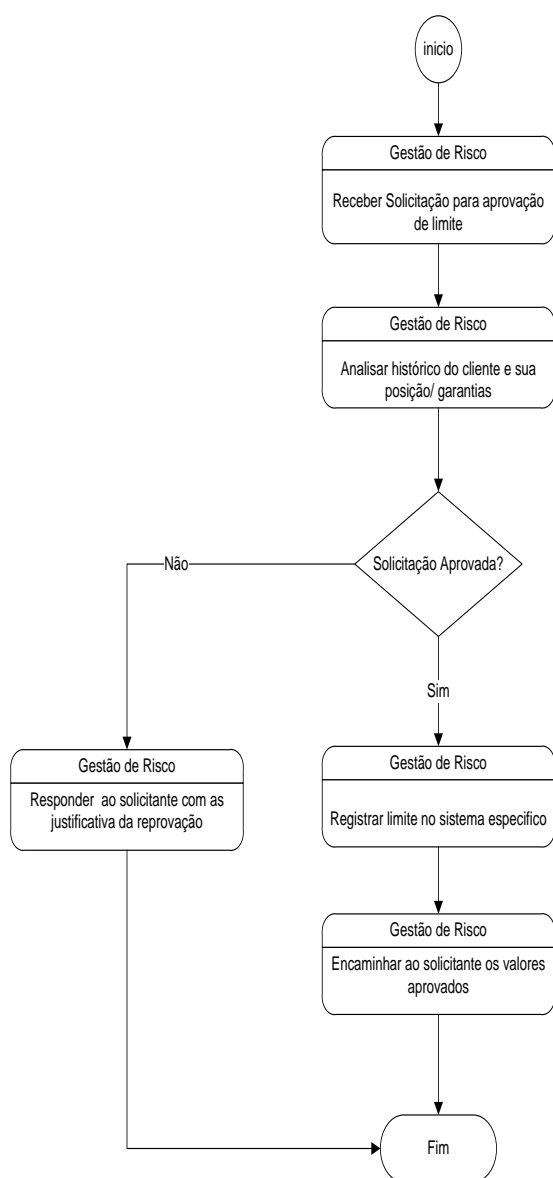 inicio
Gestão de Risco
Receber Solicitação para aprovação
de limite
Gestão de Risco
Analisar histórico do cliente e sua
posição/ garantias
Solicitação Aprovada?
Não
Sim
Gestão de Risco
Responder ao solicitante com as
justificativa da reprovação
Gestão de Risco
Registrar limite no sistema especifico
Gestão de Risco
Encaminhar ao solicitante os valores
aprovados
Fim